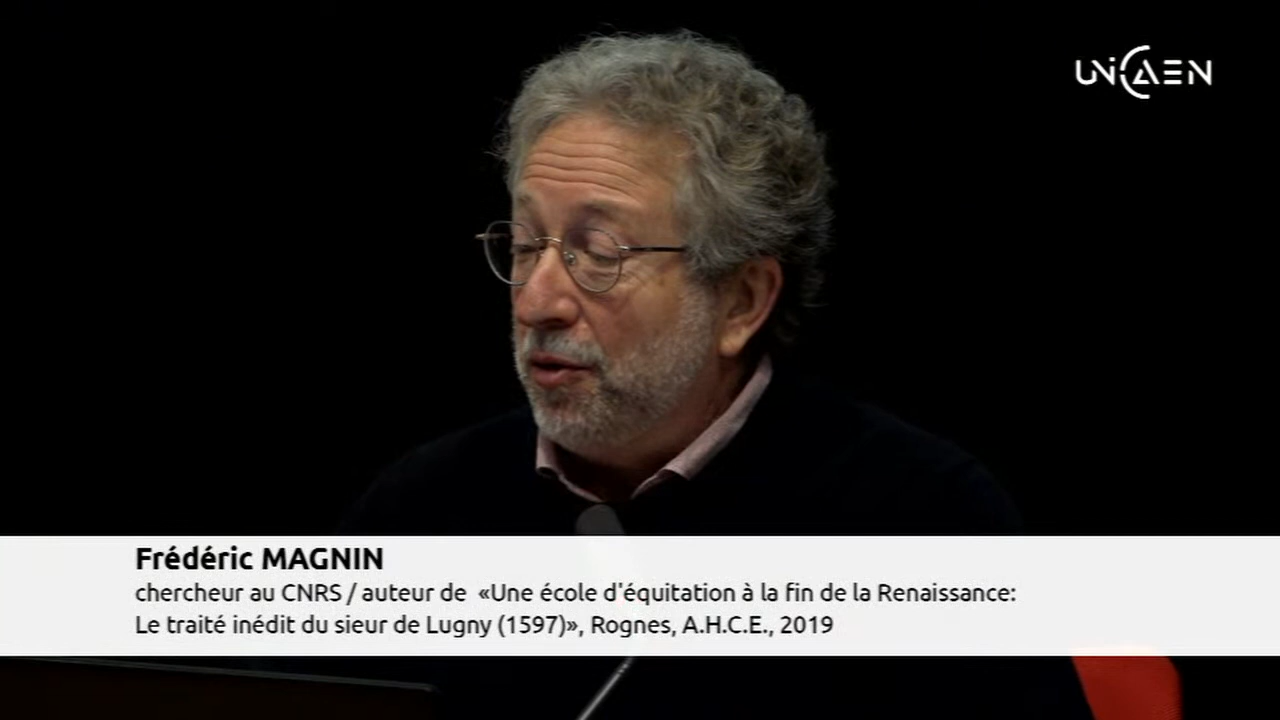 UNICAEN
Frédéric MAGNIN
chercheur au CNRS / auteur de «Une école d'équitation à la fin de la Renaissance:
Le traité inédit du sieur de Lugny (1597)», Rognes, A.H.C.E., 2019